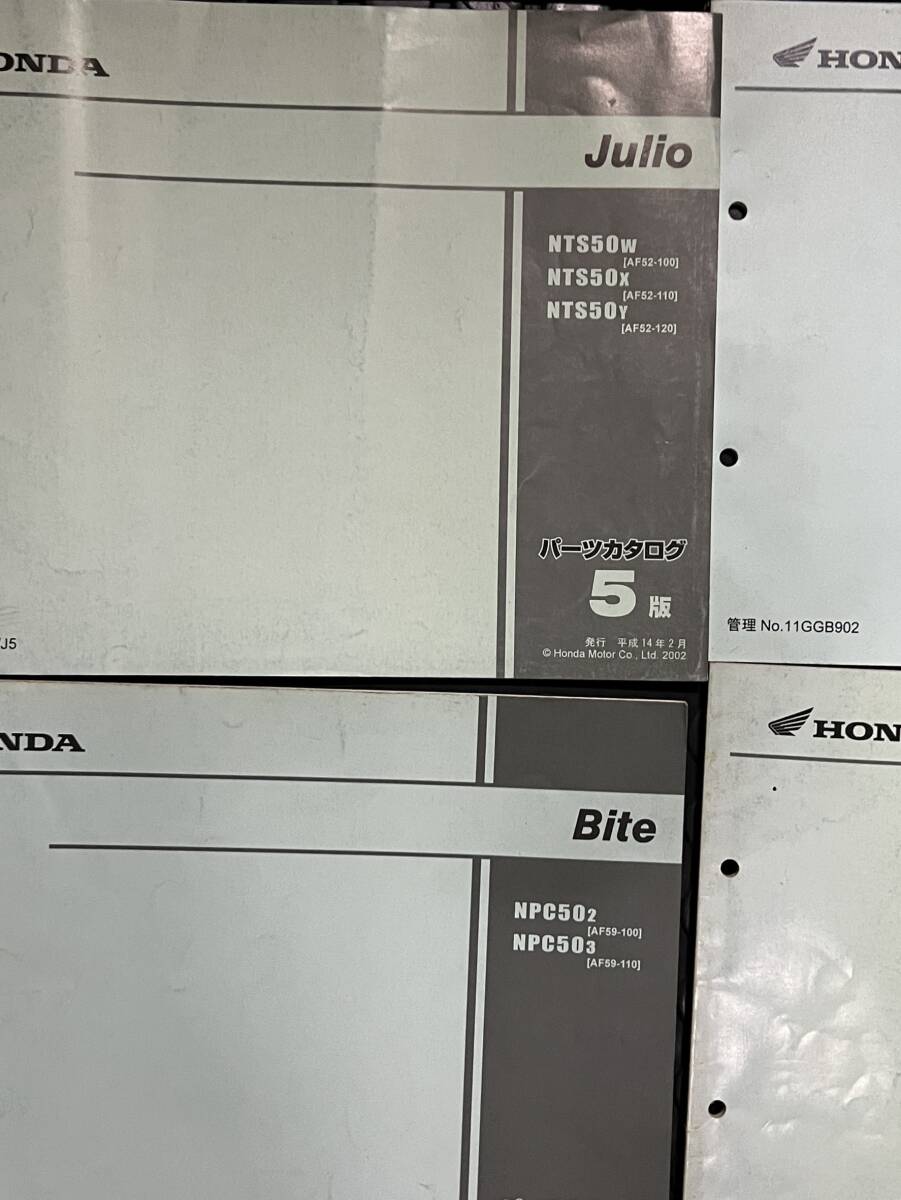 ONDA
Julio
NTS50W
[AF52-100]
NTS50X
[AF52-110]
NTS50Y
[AF52-120]
パーツカタログ
5版
発行 平成14年2月
© Honda Motor Co., Ltd. 2002
J5
HON
管理 No.11GGB902
NDA
Bite
NPC502
[AF59-100]
NPC503
[AF59-110]
HON